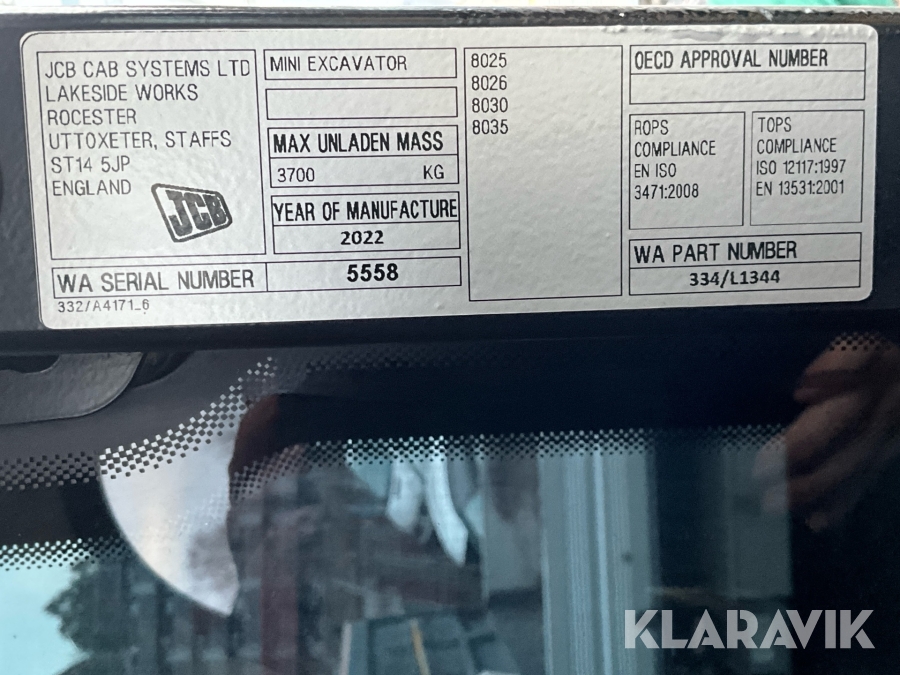 JCB CAB SYSTEMS LTD
LAKESIDE WORKS
ROCESTER
UTTOXETER, STAFFS
ST14 5JP
ENGLAND
JCB
WA SERIAL NUMBER
5558
332/A4171_6
MINI EXCAVATOR
MAX UNLADEN MASS
3700 KG
YEAR OF MANUFACTURE
2022
8025
8026
8030
8035
OECD APPROVAL NUMBER
ROPS
COMPLIANCE
EN ISO
3471:2008
TOPS
COMPLIANCE
ISO 12117:1997
EN 13531:2001
WA PART NUMBER
334/L1344
KLARAVIK